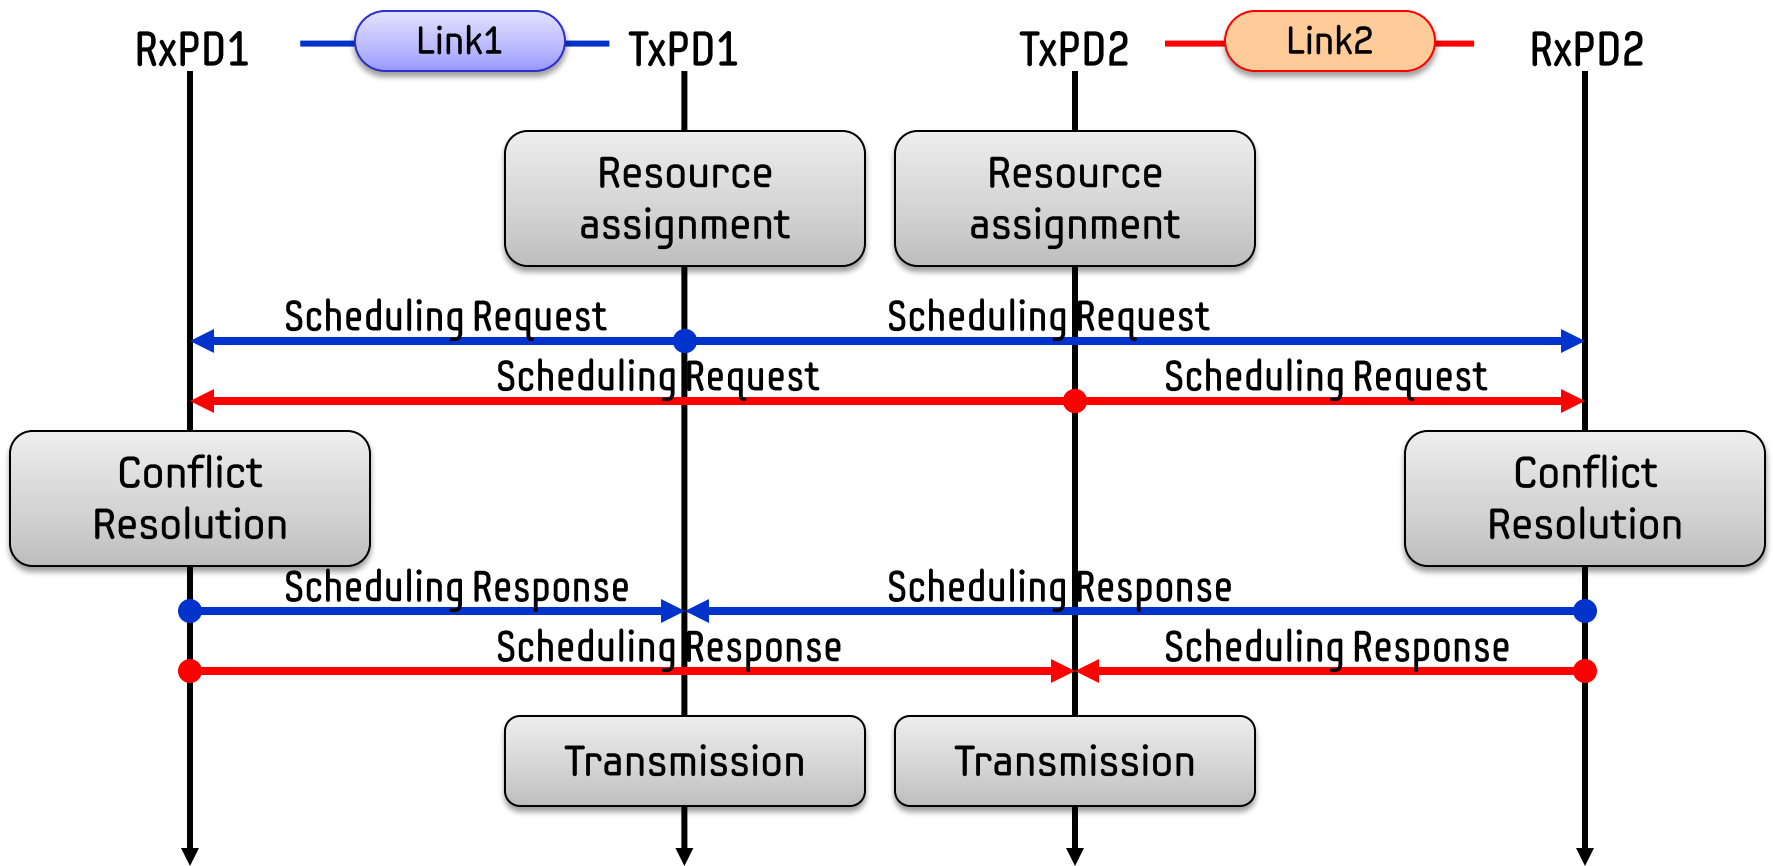 RxPD1
Link1
TxPD1
TxPD2
Link2
RxPD2
Resource
assignment
Resource
assignment
Scheduling Request
Scheduling Request
Scheduling Request
Scheduling Request
Conflict
Resolution
Conflict
Resolution
Scheduling Response
Scheduling Response
Scheduling Response
Scheduling Response
Transmission
Transmission